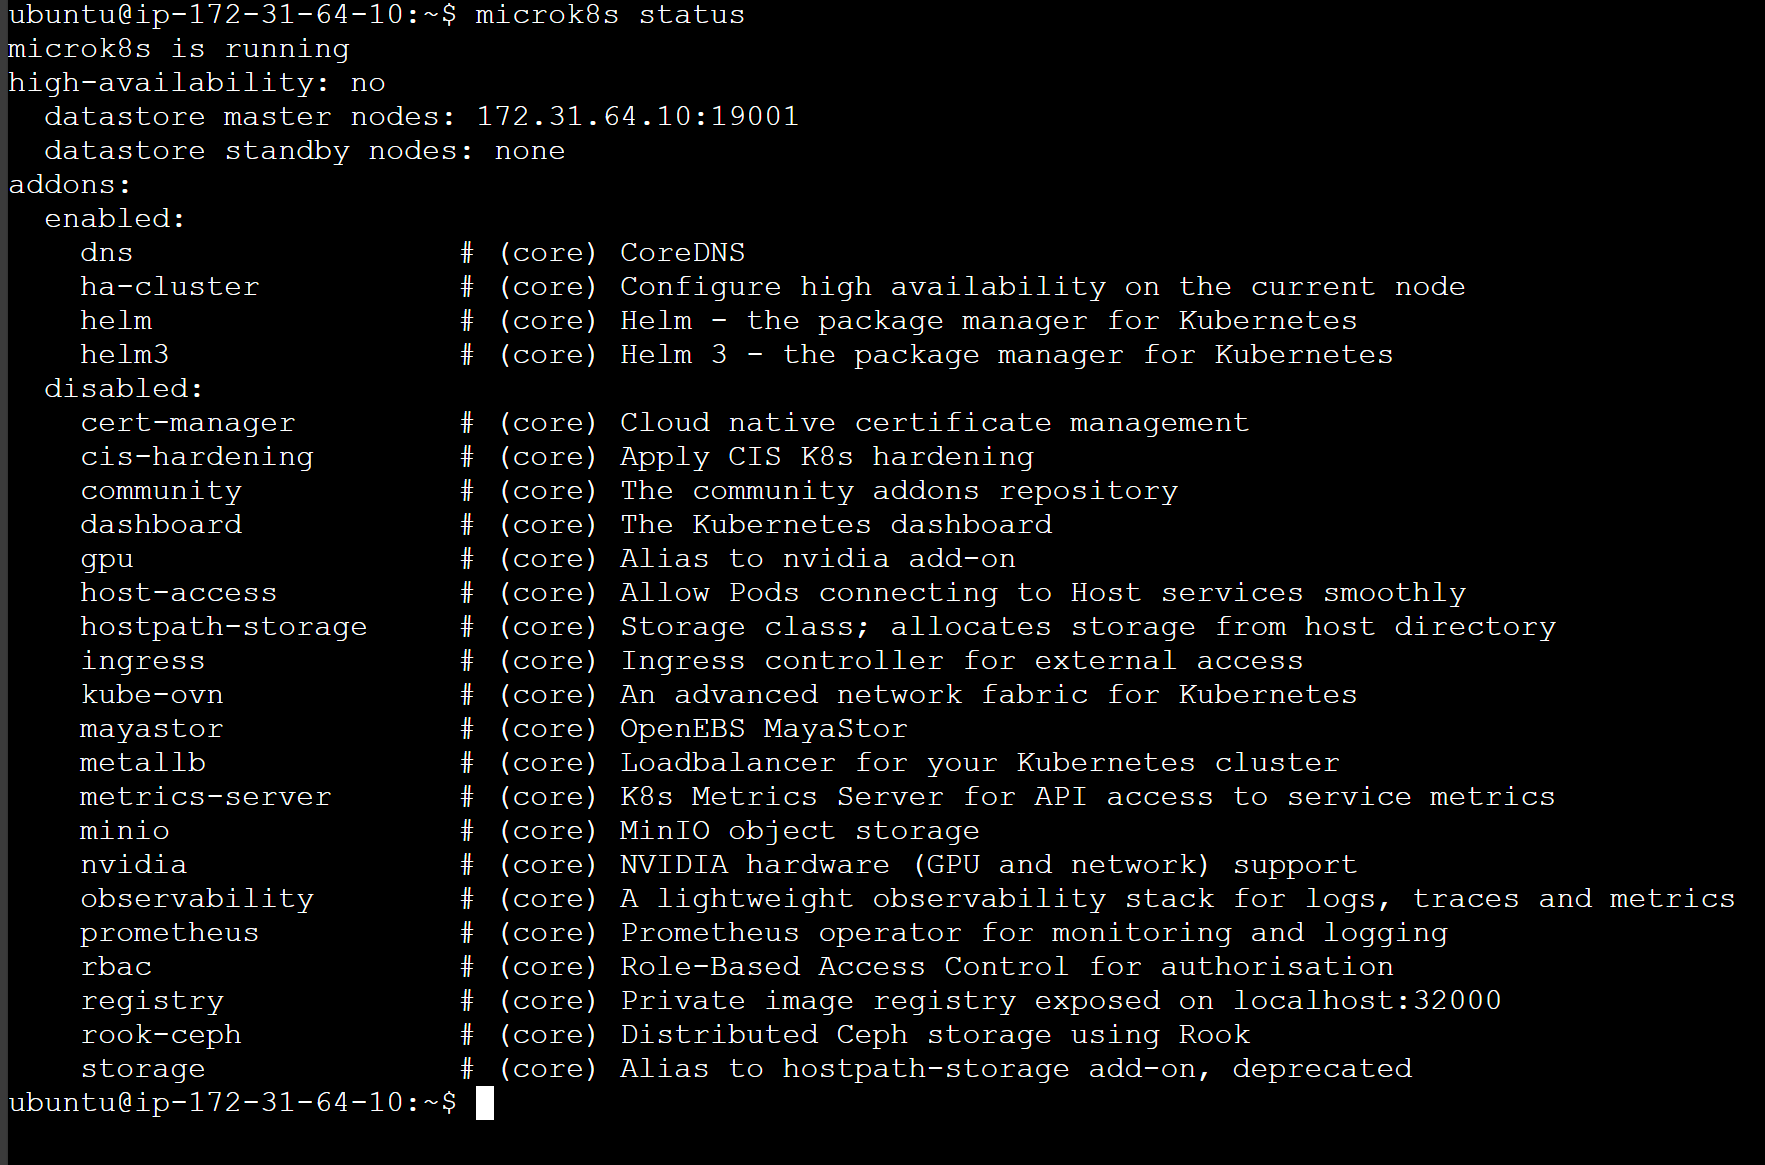 ubuntu@ip-172-31-64-10:~$ microk8s status
microk8s is running
high-availability: no
  datastore master nodes: 172.31.64.10:19001
  datastore standby nodes: none
addons:
  enabled:
    dns                  # (core) CoreDNS
    ha-cluster           # (core) Configure high availability on the current node
    helm                 # (core) Helm - the package manager for Kubernetes
    helm3                # (core) Helm 3 - the package manager for Kubernetes
  disabled:
    cert-manager         # (core) Cloud native certificate management
    cis-hardening        # (core) Apply CIS K8s hardening
    community            # (core) The community addons repository
    dashboard            # (core) The Kubernetes dashboard
    gpu                  # (core) Alias to nvidia add-on
    host-access          # (core) Allow Pods connecting to Host services smoothly
    hostpath-storage     # (core) Storage class; allocates storage from host directory
    ingress              # (core) Ingress controller for external access
    kube-ovn             # (core) An advanced network fabric for Kubernetes
    mayastor             # (core) OpenEBS MayaStor
    metallb              # (core) Loadbalancer for your Kubernetes cluster
    metrics-server       # (core) K8s Metrics Server for API access to service metrics
    minio                # (core) MinIO object storage
    nvidia               # (core) NVIDIA hardware (GPU and network) support
    observability        # (core) A lightweight observability stack for logs, traces and metrics
    prometheus           # (core) Prometheus operator for monitoring and logging
    rbac                 # (core) Role-Based Access Control for authorisation
    registry             # (core) Private image registry exposed on localhost:32000
    rook-ceph            # (core) Distributed Ceph storage using Rook
    storage              # (core) Alias to hostpath-storage add-on, deprecated
ubuntu@ip-172-31-64-10:~$